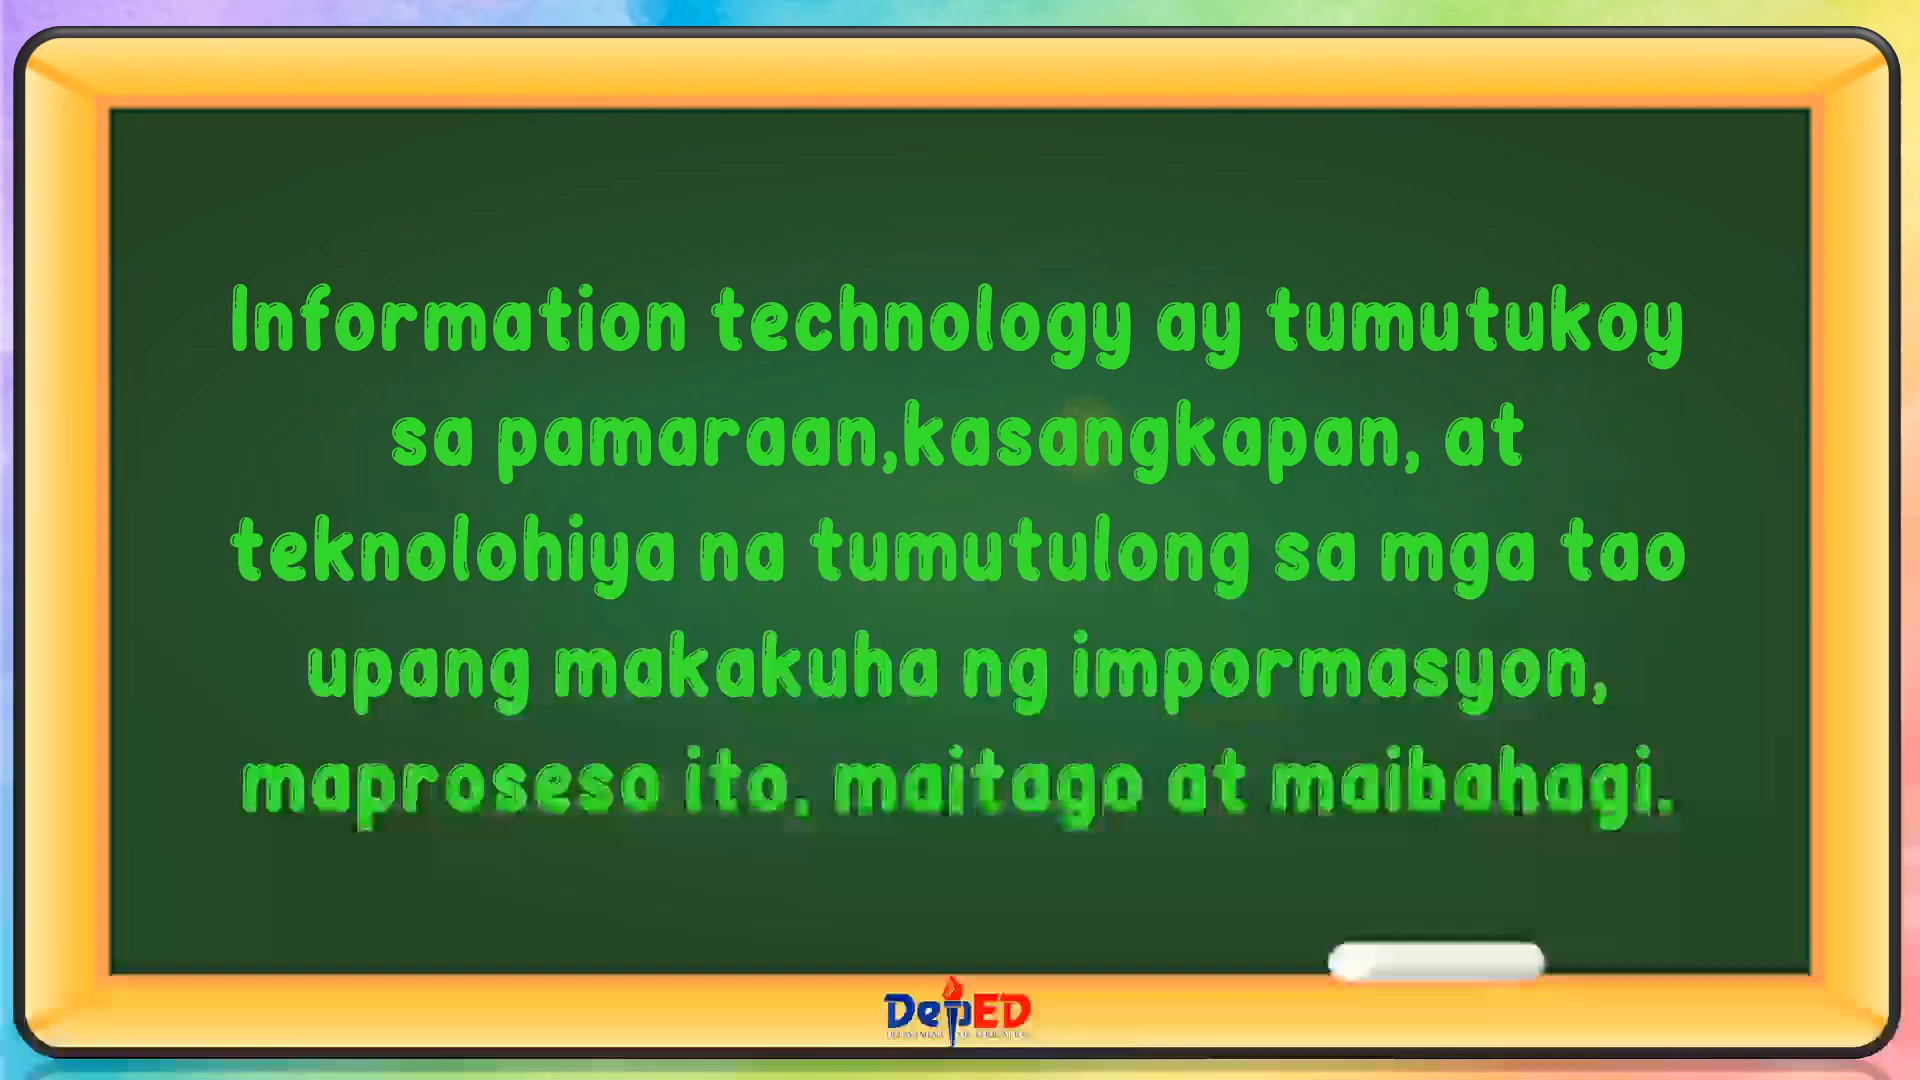 Information technology ay tumutukoy
sa pamaraan,kasangkapan, at
teknolohiya na tumutulong sa mga tao
upang makakuha ng impormasyon,
maproseso ito, maitago at maibahagi.
DepED